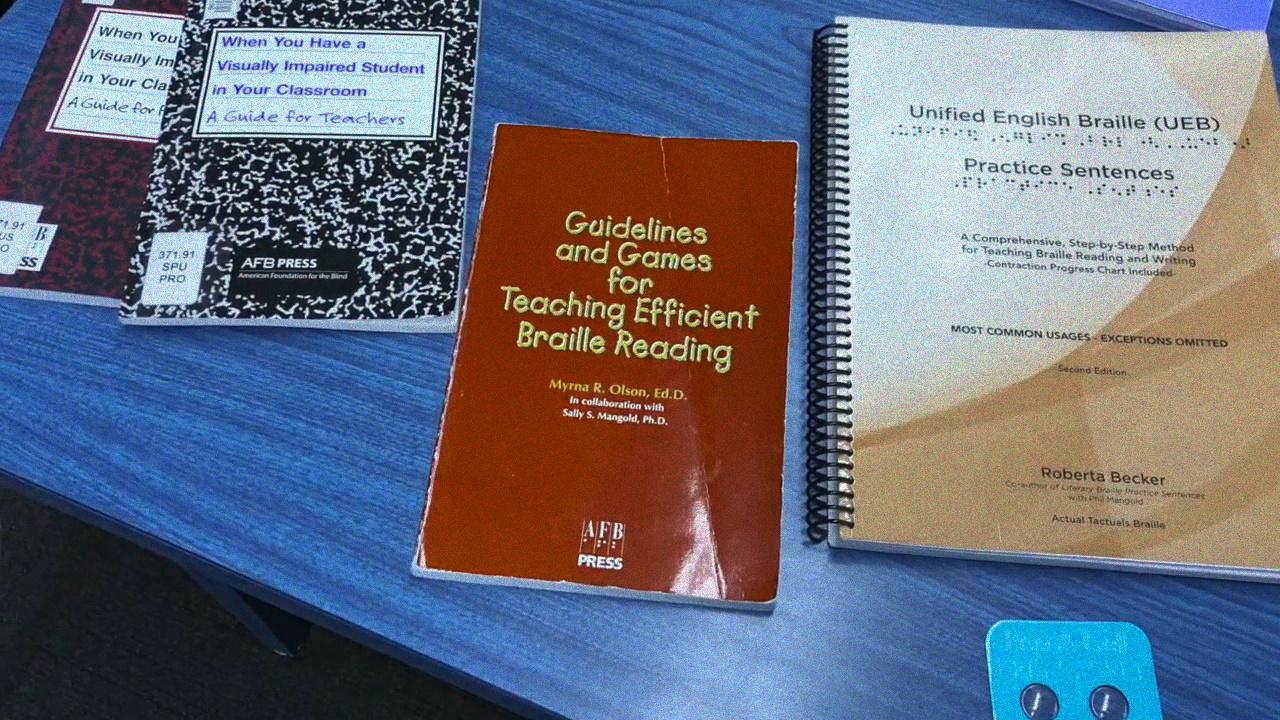 When You
Visually Im
in Your Cla
A Guide for
71.91
When You Have a
Visually Impaired Student
in Your Classroom
A Guide for Teachers
371.91
SPU
PRO
AFB PRESS
American Foundation for the Blind
Guidelines
and Games
for
Teaching Efficient
Braille Reading
Myrna R. Olson, Ed.D.
In collaboration with
Sally S. Mangold, Ph.D.
AFB
PRESS
Unified English Braille (UEB)
Practice Sentences
A Comprehensive, Step-by-Step Method
for Teaching Braille Reading and Writing
Contraction Progress Chart Included
MOST COMMON USAGES - EXCEPTIONS OMITTED
Second Edition
Roberta Becker
Co-author of Literary Braille Practice Sentences
with Phil Mangold
Actual Tactuals Braille